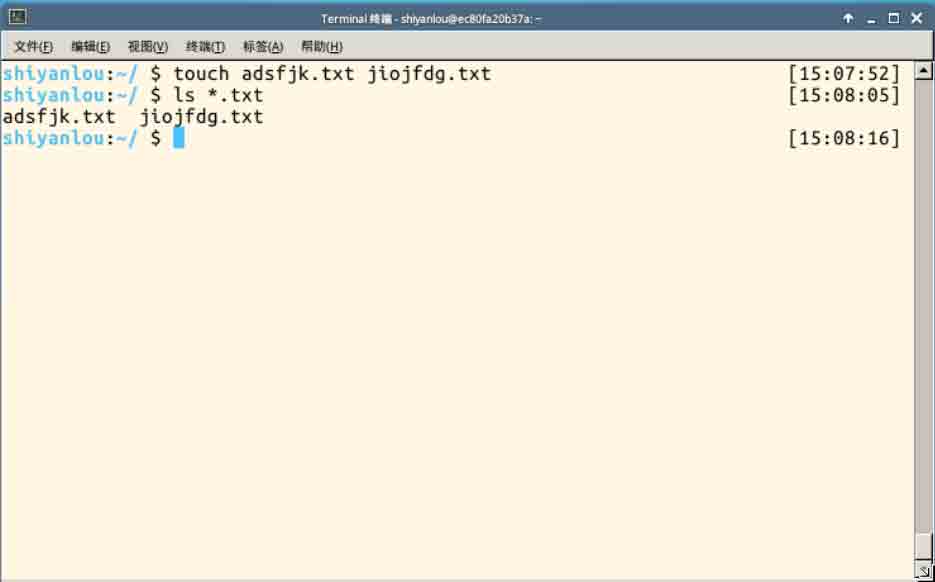 Terminal 终端 - shiyanlou@ec80fa20b37a: ~
文件(F) 编辑(E) 视图(V) 终端(T) 标签(A) 帮助(H)
shiyanlou:~/ $ touch adsfjk.txt jiojfdg.txt [15:07:52]
shiyanlou:~/ $ ls *.txt [15:08:05]
adsfjk.txt  jiojfdg.txt
shiyanlou:~/ $ [15:08:16]